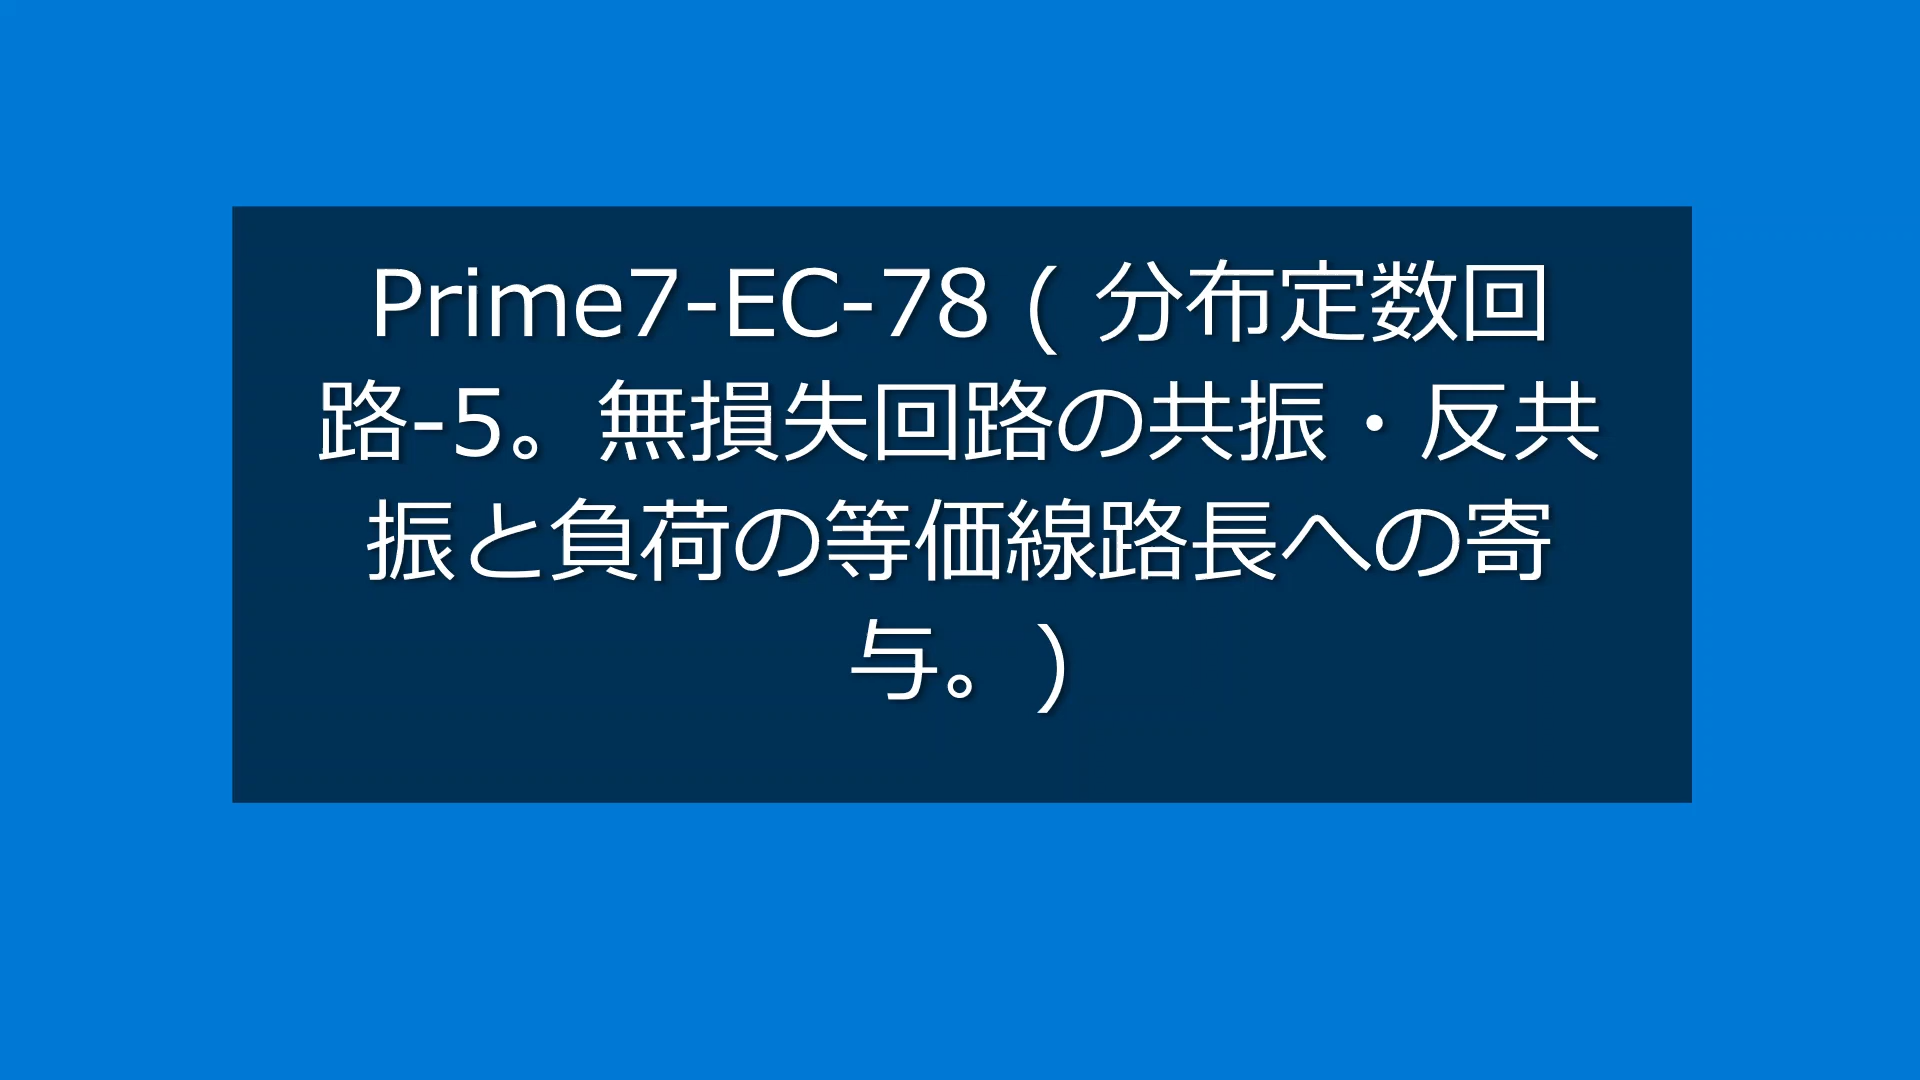 Prime7-EC-78 ( 分布定数回
路-5。無損失回路の共振・反共
振と負荷の等価線路長への寄
与。)